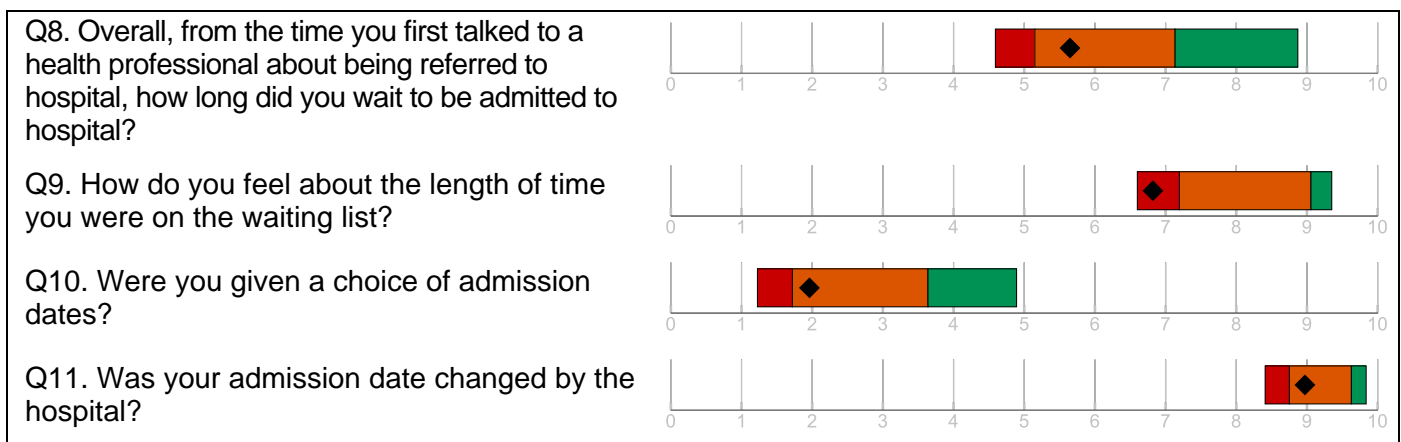 Q8. Overall, from the time you first talked to a
health professional about being referred to
hospital, how long did you wait to be admitted to
hospital?
0 1 2 3 4 5 6 7 8 9 10
Q9. How do you feel about the length of time
you were on the waiting list?
0 1 2 3 4 5 6 7 8 9 10
Q10. Were you given a choice of admission
dates?
0 1 2 3 4 5 6 7 8 9 10
Q11. Was your admission date changed by the
hospital?
0 1 2 3 4 5 6 7 8 9 10